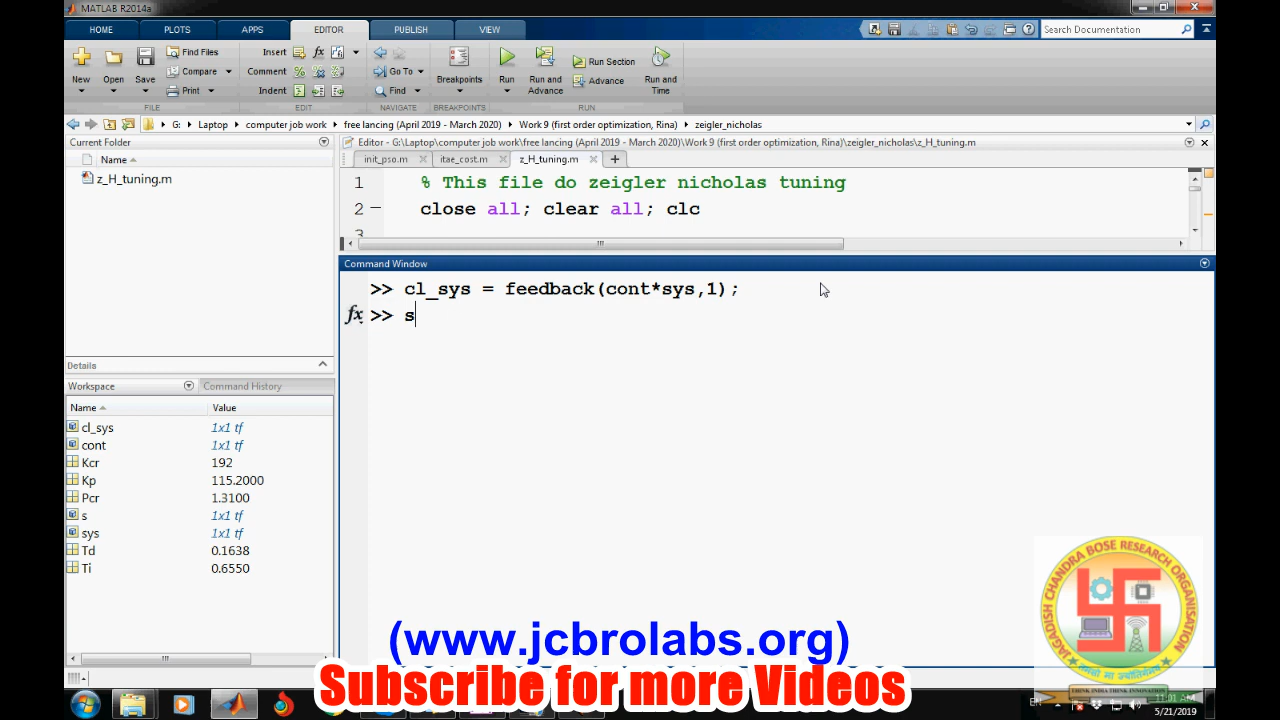 MATLAB R2014a
HOME PLOTS APPS EDITOR PUBLISH VIEW Search Documentation
Find Files Insert fx Run Section
New Open Save Compare Comment Go To Breakpoints Run Run and Advance Advance Run and Time
Print Indent Find
FILE EDIT NAVIGATE BREAKPOINTS RUN
G: Laptop computer job work free lancing (April 2019 - March 2020) Work 9 (first order optimization, Rina) zeigler_nicholas
Current Folder
Name
z_H_tuning.m
Editor - G:\Laptop\computer job work\free lancing (April 2019 - March 2020)\Work 9 (first order optimization, Rina)\zeigler_nicholas\z_H_tuning.m
init_pso.m itae_cost.m z_H_tuning.m
1 % This file do zeigler nicholas tuning
2 close all; clear all; clc
3
Command Window
>> cl_sys = feedback(cont*sys,1);
fx >> s
Details
Workspace Command History
Name Value
cl_sys 1x1 tf
cont 1x1 tf
Kcr 192
Kp 115.2000
Pcr 1.3100
s 1x1 tf
sys 1x1 tf
Td 0.1638
Ti 0.6550
JAGADISH CHANDRA BOSE RESEARCH ORGANISATION
THINK INDIA THINK INNOVATION
(www.jcbrolabs.org)
Subscribe for more Videos
EN
11:01 AM
5/21/2019